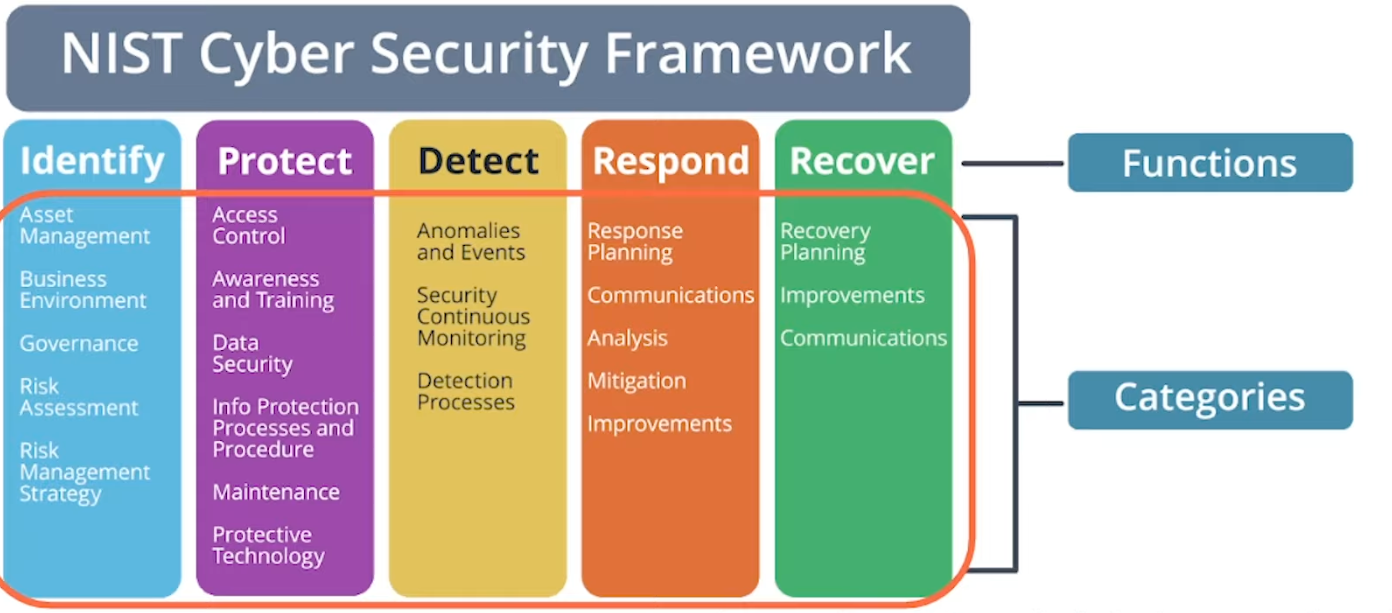 NIST Cyber Security Framework
Identify
Asset
Management
Business
Environment
Governance
Risk
Assessment
Risk
Management
Strategy
Protect
Access
Control
Awareness
and Training
Data
Security
Info Protection
Processes and
Procedure
Maintenance
Protective
Technology
Detect
Anomalies
and Events
Security
Continuous
Monitoring
Detection
Processes
Respond
Response
Planning
Communications
Analysis
Mitigation
Improvements
Recover
Recovery
Planning
Improvements
Communications
Functions
Categories